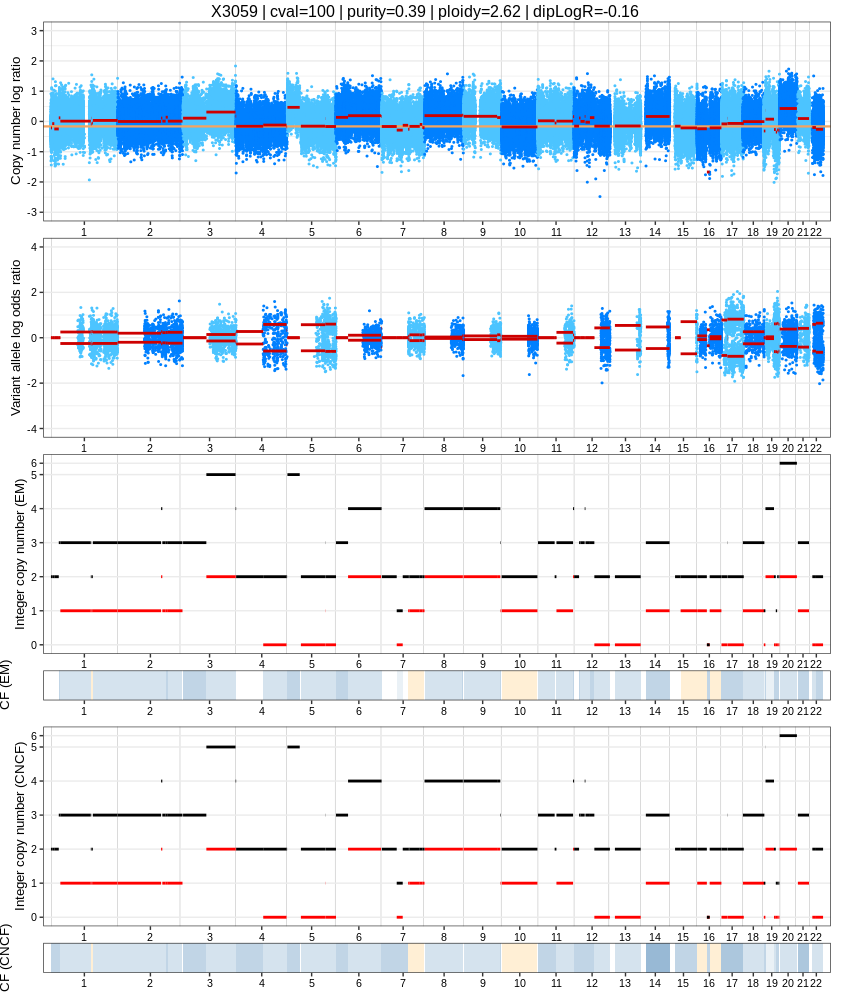 X3059 | cval=100 | purity=0.39 | ploidy=2.62 | dipLogR=-0.16
Copy number log ratio
3
2
1
0
-1
-2
-3
1 2 3 4 5 6 7 8 9 10 11 12 13 14 15 16 17 18 19 20 21 22
Variant allele log odds ratio
4
2
0
-2
-4
1 2 3 4 5 6 7 8 9 10 11 12 13 14 15 16 17 18 19 20 21 22
Integer copy number (EM)
6
5
4
3
2
1
0
1 2 3 4 5 6 7 8 9 10 11 12 13 14 15 16 17 18 19 20 21 22
CF (EM)
1 2 3 4 5 6 7 8 9 10 11 12 13 14 15 16 17 18 19 20 21 22
Integer copy number (CNCF)
6
5
4
3
2
1
0
1 2 3 4 5 6 7 8 9 10 11 12 13 14 15 16 17 18 19 20 21 22
CF (CNCF)
1 2 3 4 5 6 7 8 9 10 11 12 13 14 15 16 17 18 19 20 21 22